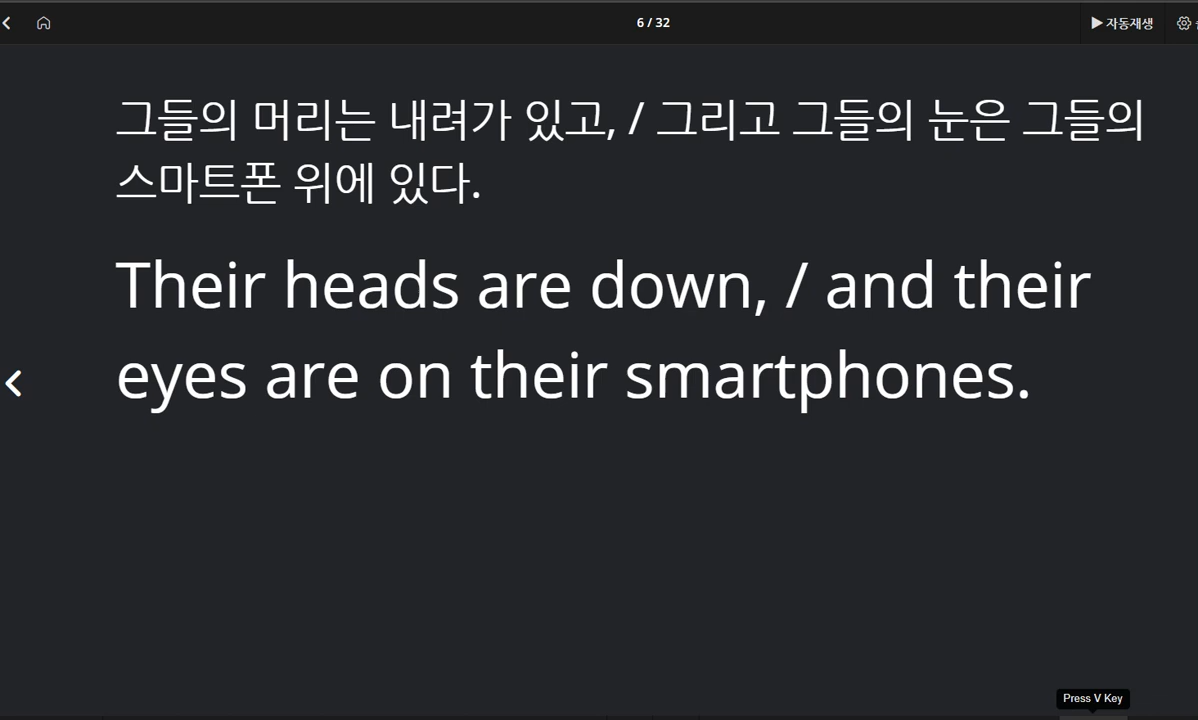 6 / 32
▶ 자동재생
그들의 머리는 내려가 있고, / 그리고 그들의 눈은 그들의
스마트폰 위에 있다.
Their heads are down, / and their
eyes are on their smartphones.
Press V Key